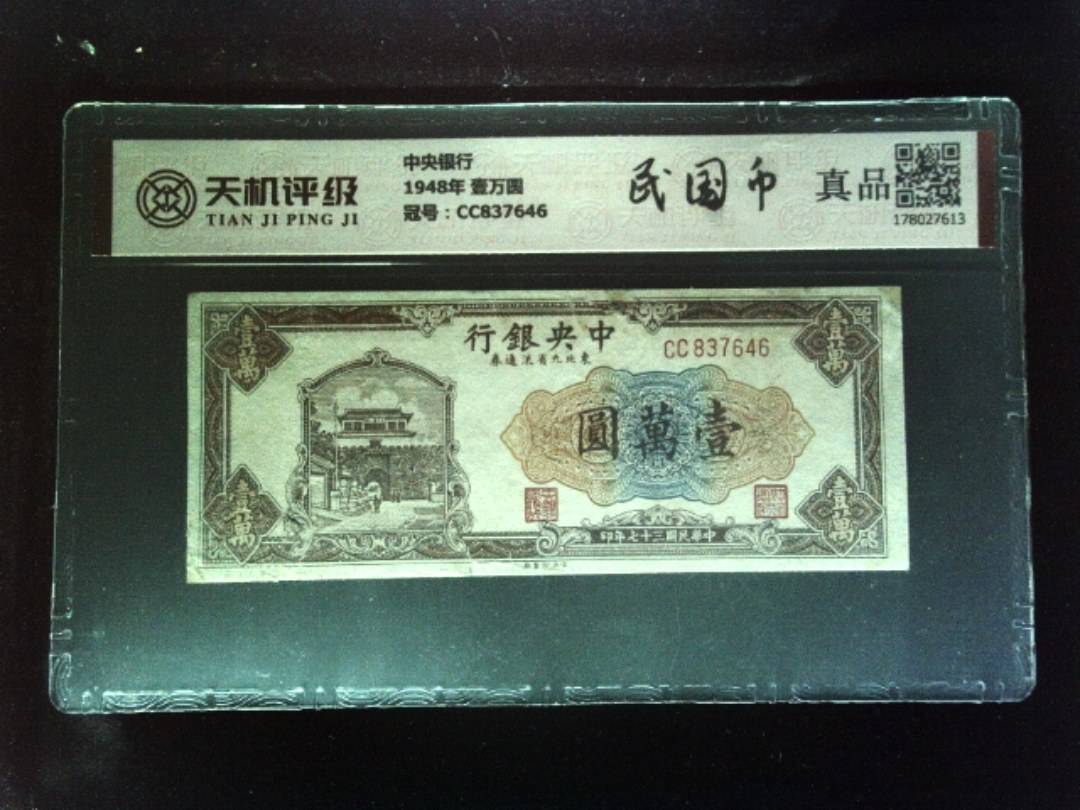 天机评级
TIAN JI PING JI
中央银行
1948年 壹万圆
冠号：CC837646
民国币
真品
178027613
壹萬
行銀央中
券通流省九北東
CC 837646
壹萬
圓萬壹
壹萬
印年七十三國民華中
壹萬